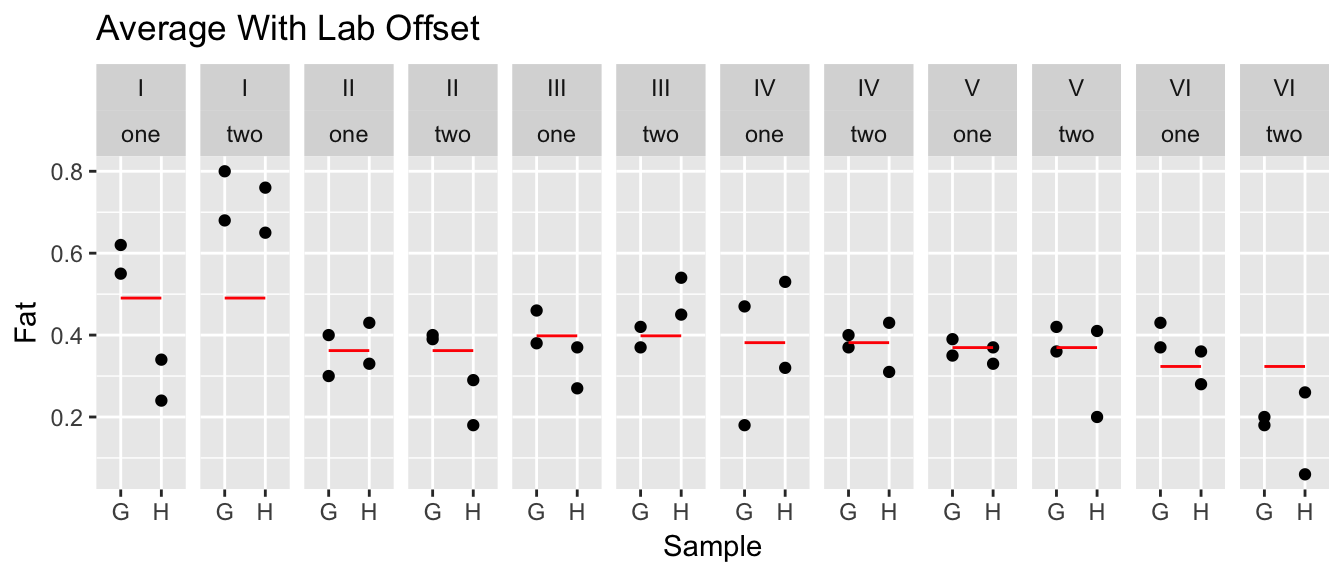 Average With Lab Offset
I I II II III III IV IV V V VI VI
one two one two one two one two one two one two
0.8
0.6
0.4
0.2
Fat
G H G H G H G H G H G H G H G H G H G H G H G H
Sample